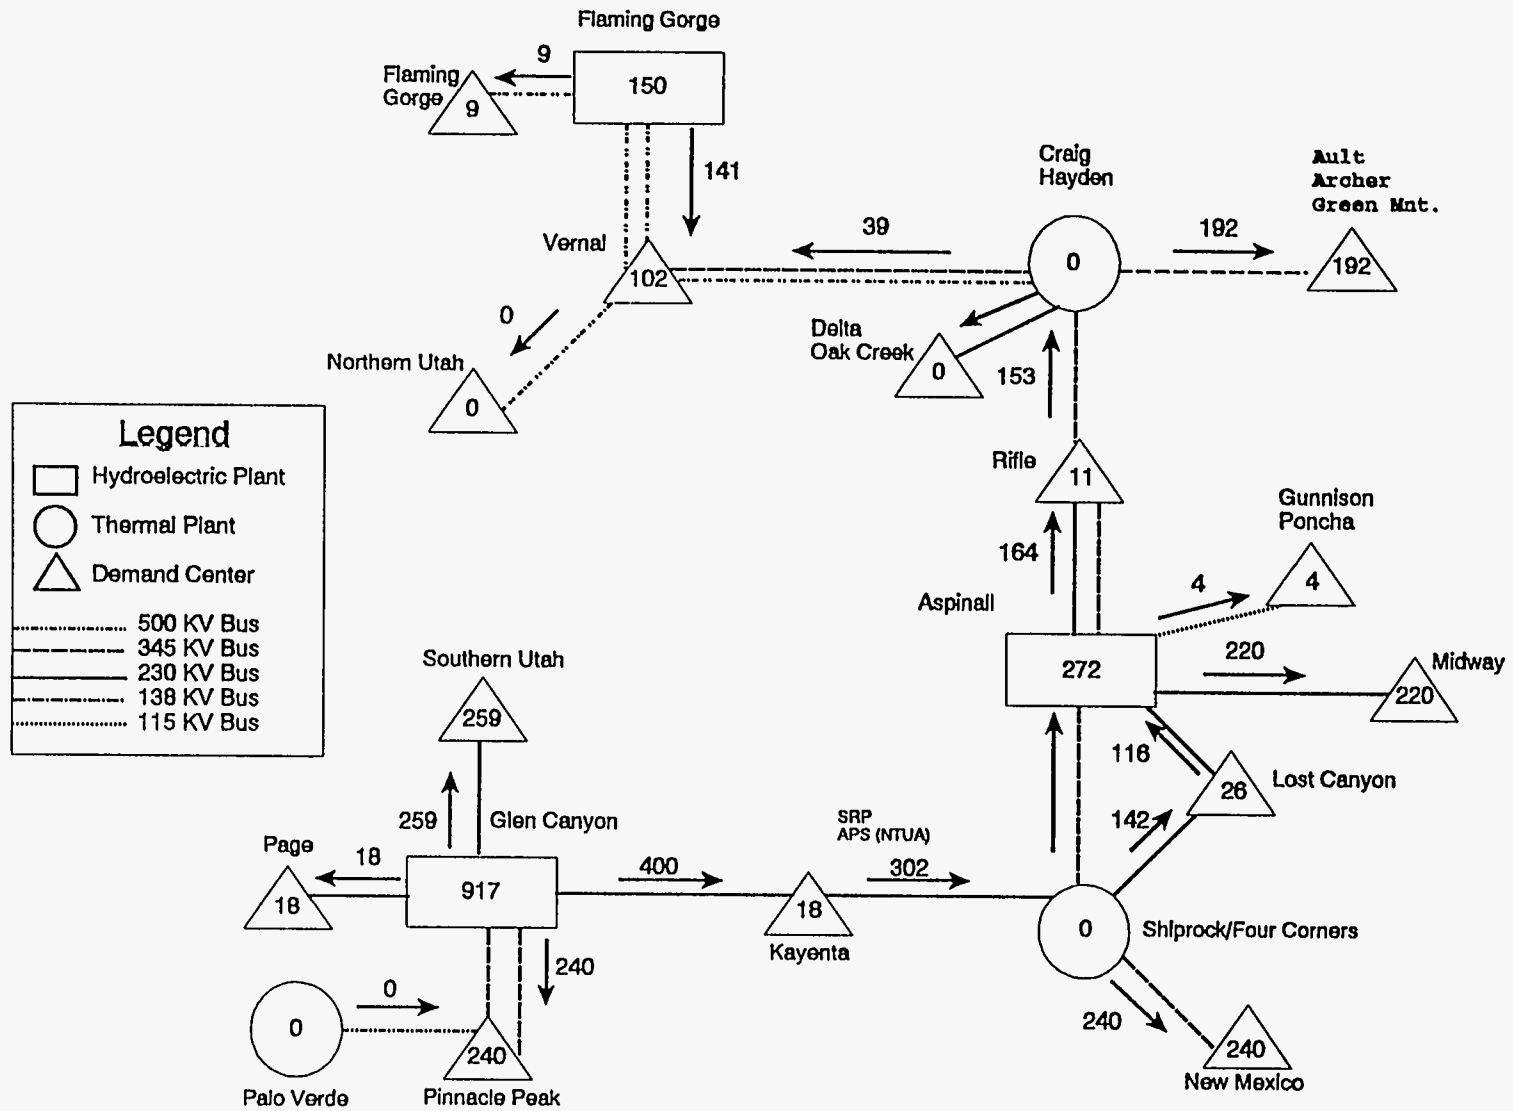 Flaming Gorge
9
Flaming
Gorge
9
150
141
Craig
Hayden
Ault
Archer
Green Mnt.
Vernal
102
39
0
192
192
0
Northern Utah
0
Delta
Oak Creek
0
153
Rifle
11
Gunnison
Poncha
4
4
164
Aspinall
272
220
Midway
220
Legend
Hydroelectric Plant
Thermal Plant
Demand Center
500 KV Bus
345 KV Bus
230 KV Bus
138 KV Bus
115 KV Bus
Southern Utah
259
259
Glen Canyon
116
26
Lost Canyon
142
Page
18
18
917
400
SRP
APS (NTUA)
302
18
Kayenta
0
Shiprock/Four Corners
240
0
0
Palo Verde
240
Pinnacle Peak
240
240
New Mexico